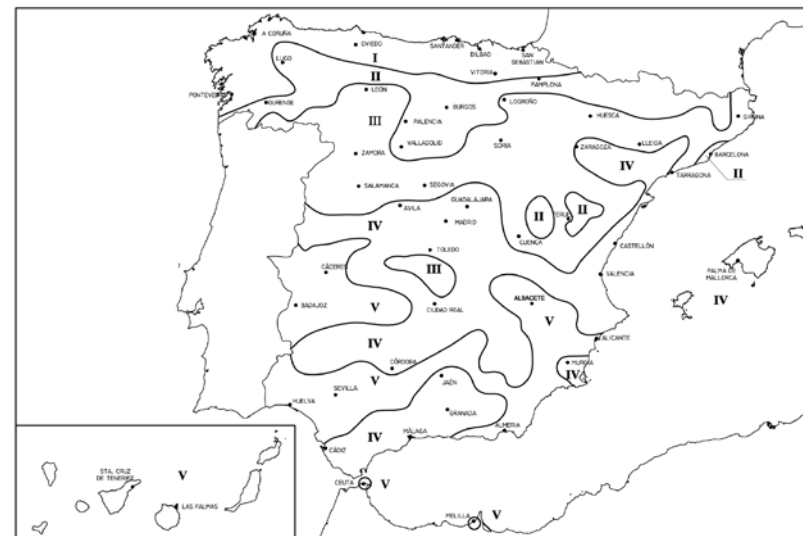 A CORUÑA
OVIEDO
SANTANDER
BILBAO
SAN
SEBASTIAN
LUGO
I
VITORIA
II
PAMPLONA
LEÓN
PONTEVEDRA
OURENSE
BURGOS
LOGROÑO
HUESCA
GIRONA
III
PALENCIA
VALLADOLID
SORIA
ZARAGOZA
LLEIDA
BARCELONA
ZAMORA
IV
TARRAGONA
II
SALAMANCA
SEGOVIA
AVILA
GUADALAJARA
IV
MADRID
II
TERUEL
II
CUENCA
CASTELLÓN
TOLEDO
CÁCERES
III
VALENCIA
PALMA DE
MALLORCA
IV
BADAJOZ
V
CIUDAD REAL
ALBACETE
V
IV
ALICANTE
MURCIA
IV
CÓRDOBA
V
JAÉN
SEVILLA
HUELVA
GRANADA
IV
MÁLAGA
ALMERIA
CÁDIZ
STA. CRUZ
DE TENERIFE
V
LAS PALMAS
CEUTA
V
MELILLA
V